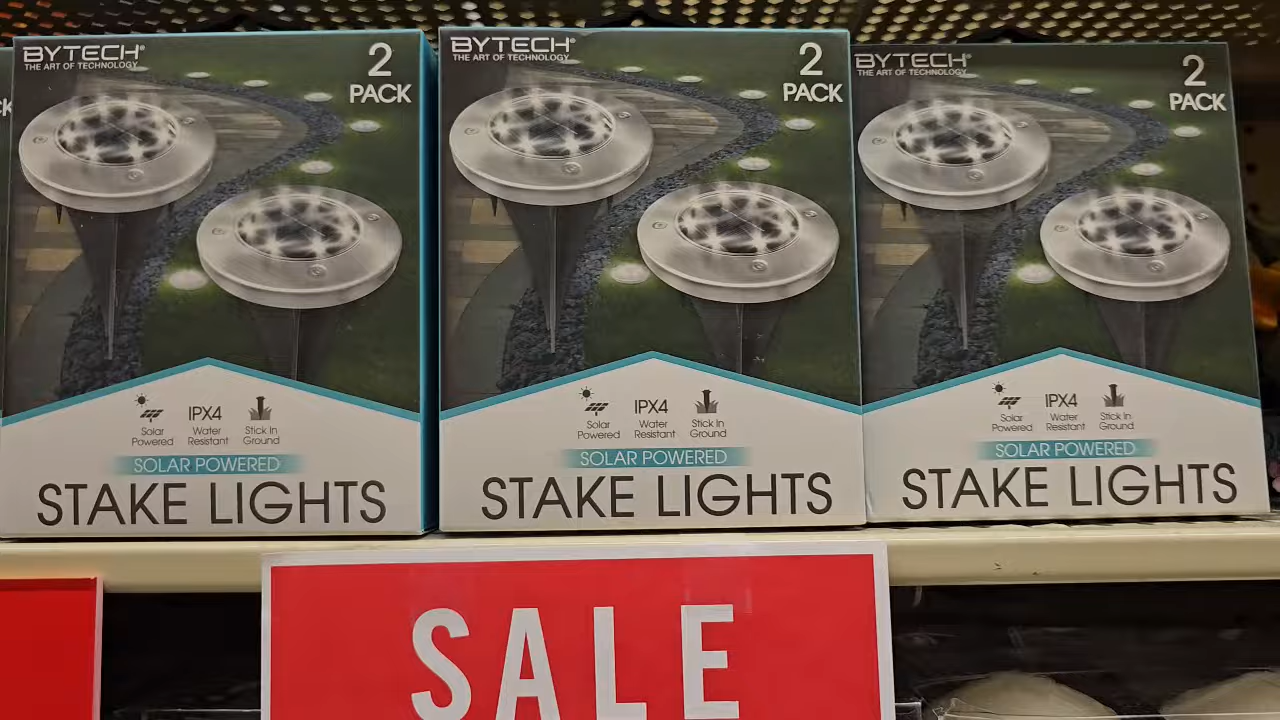 BYTECH®
THE ART OF TECHNOLOGY
2
PACK
IPX4
Solar
Powered
Water
Resistant
Stick In
Ground
SOLAR POWERED
STAKE LIGHTS
BYTECH®
THE ART OF TECHNOLOGY
2
PACK
IPX4
Solar
Powered
Water
Resistant
Stick In
Ground
SOLAR POWERED
STAKE LIGHTS
BYTECH®
THE ART OF TECHNOLOGY
2
PACK
IPX4
Solar
Powered
Water
Resistant
Stick In
Ground
SOLAR POWERED
STAKE LIGHTS
SALE